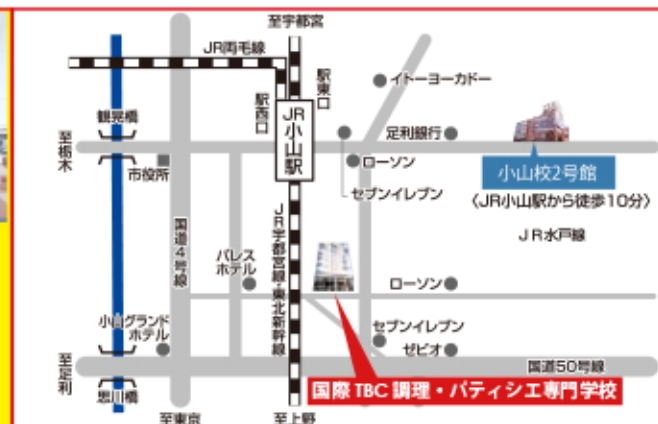 至宇都宮
JR両毛線
駅東口
イトーヨーカドー
観晃橋
駅西口
JR小山駅
足利銀行
至栃木
市役所
ローソン
小山校2号館
セブンイレブン
〈JR小山駅から徒歩10分〉
JR水戸線
国道4号線
パレス
ホテル
JR宇都宮線・東北新幹線
ローソン
小山グランド
ホテル
セブンイレブン
ゼビオ
至足利
国道50号線
思川橋
国際TBC調理・パティシエ専門学校
至東京
至上野